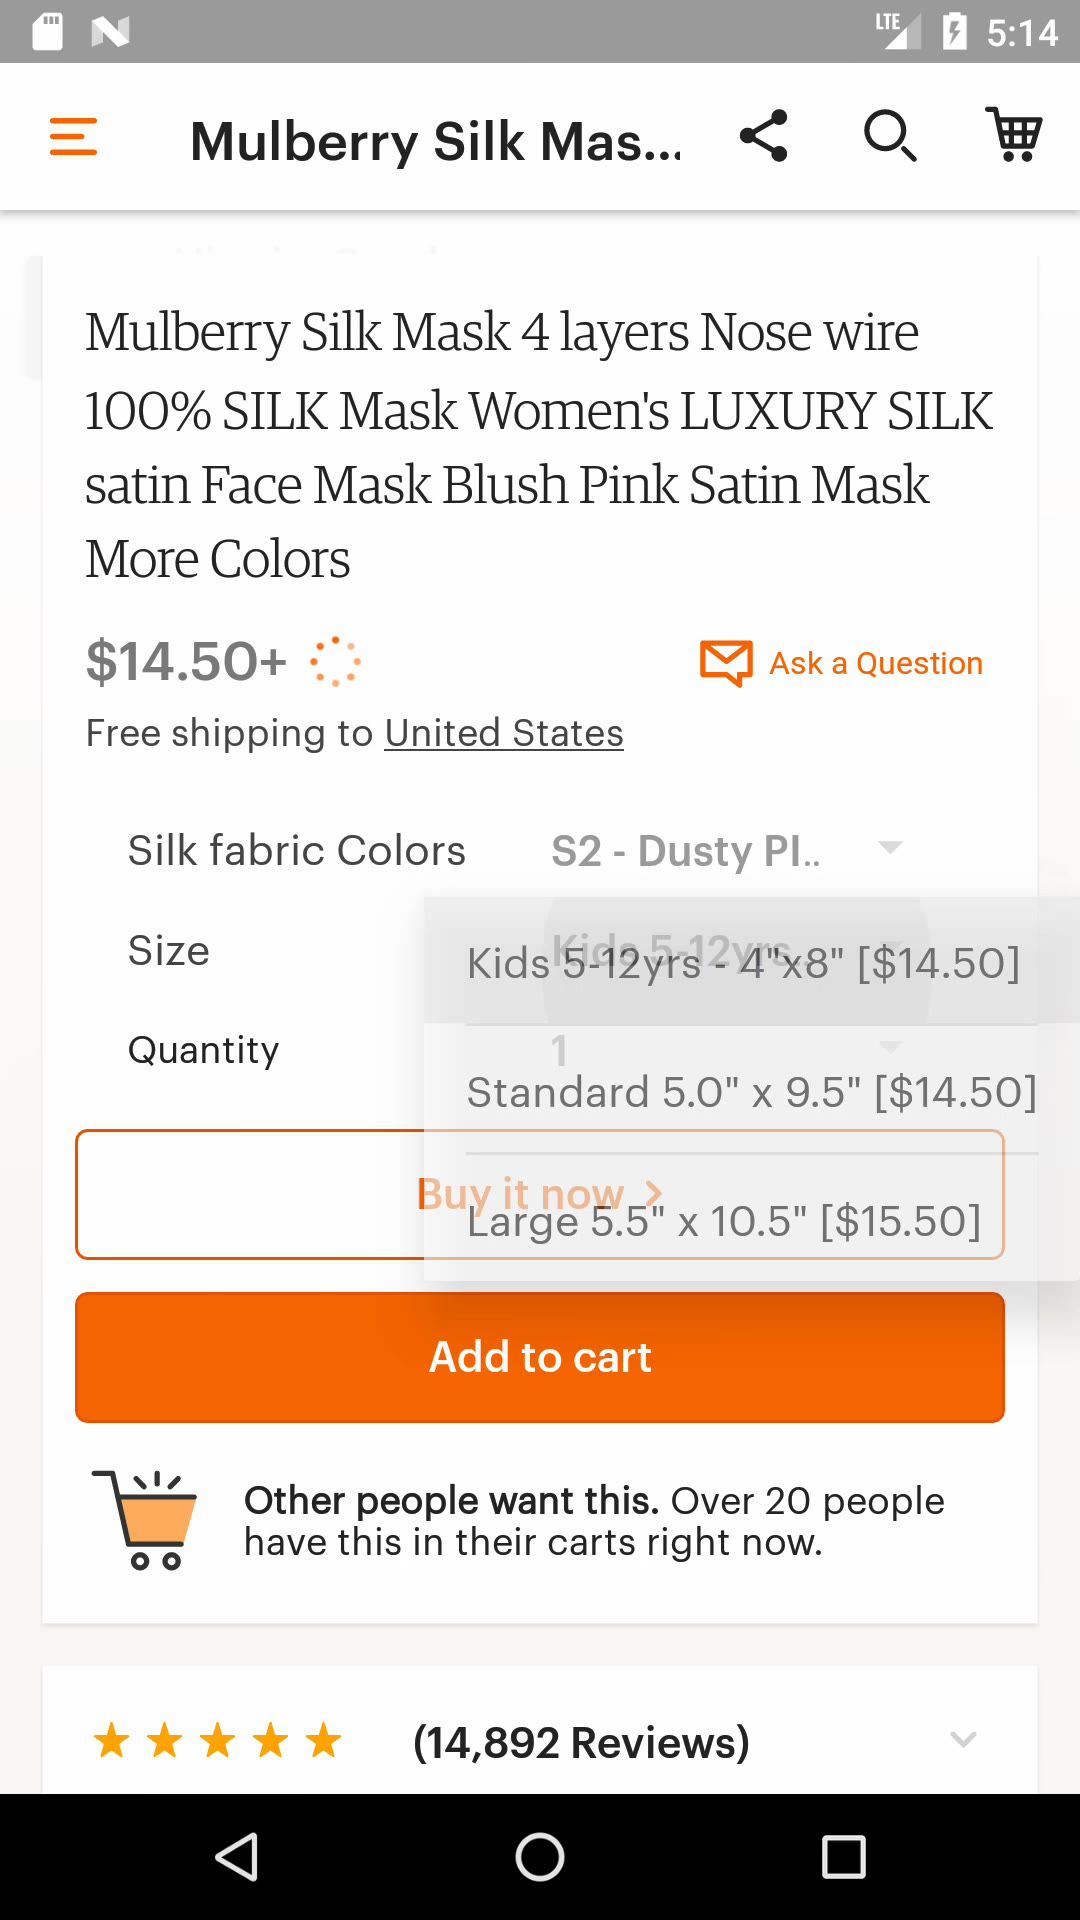 LTE 5:14
Mulberry Silk Mas...
Mulberry Silk Mask 4 layers Nose wire
100% SILK Mask Women's LUXURY SILK
satin Face Mask Blush Pink Satin Mask
More Colors
$14.50+
Ask a Question
Free shipping to United States
Silk fabric Colors
S2 - Dusty PI..
Size
Kids 5-12yrs..
Kids 5-12yrs - 4"x8" [$14.50]
Quantity
1
Standard 5.0" x 9.5" [$14.50]
Buy it now
Large 5.5" x 10.5" [$15.50]
Add to cart
Other people want this. Over 20 people
have this in their carts right now.
(14,892 Reviews)